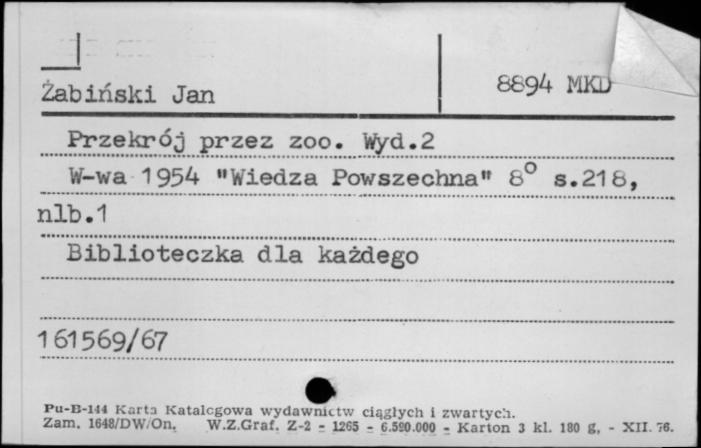 Żabiński Jan
8894 MKD
Przekrój przez zoo. Wyd.2
W-wa 1954 "Wiedza Powszechna" 8° s.218,
nlb.1
Biblioteczka dla każdego
161569/67
Pu-B-144 Karta Katalogowa wydawnictw ciągłych i zwartych.
Zam. 1648/DW/On. W.Z.Graf. Z-2 - 1265 - 6.590.000 - Karton 3 kl. 180 g. - XII. 76.